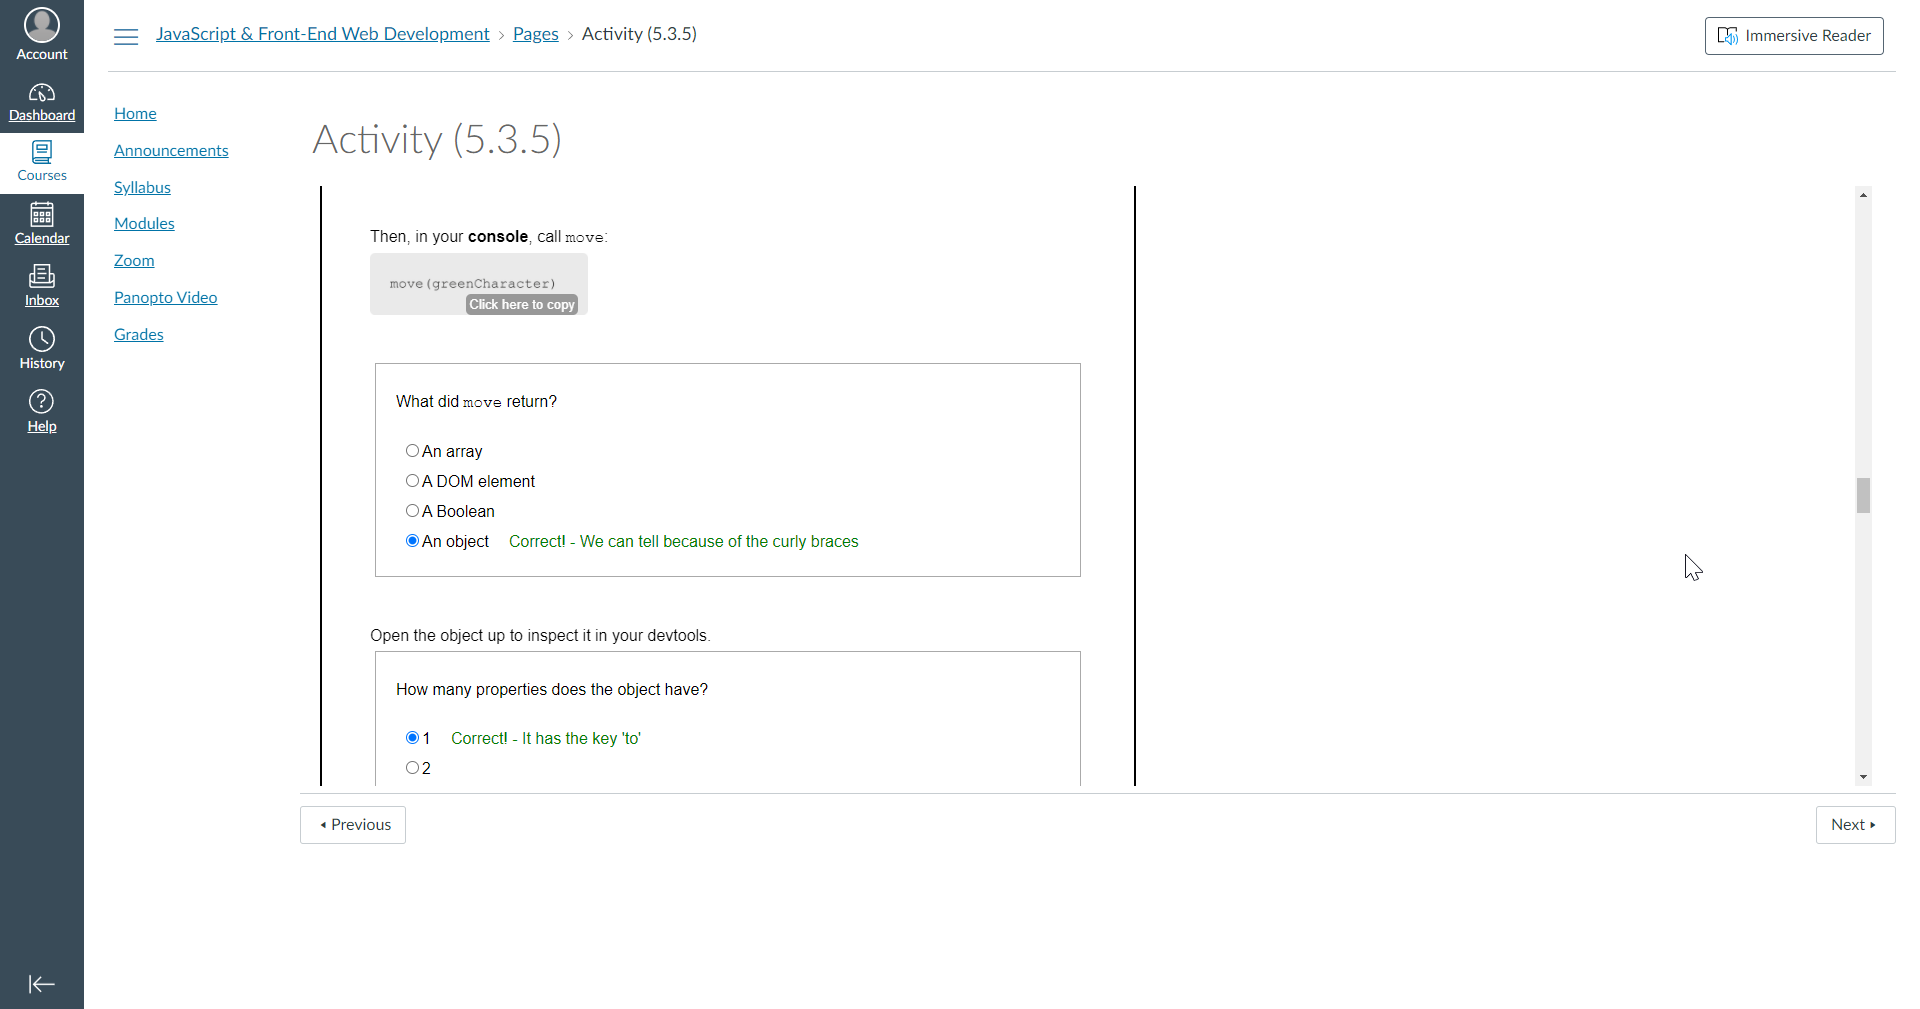 Account
Dashboard
Courses
Calendar
Inbox
History
Help
JavaScript & Front-End Web Development › Pages › Activity (5.3.5)
Immersive Reader
Home
Announcements
Syllabus
Modules
Zoom
Panopto Video
Grades
Activity (5.3.5)
Then, in your console, call move:
move(greenCharacter)
Click here to copy
What did move return?
An array
A DOM element
A Boolean
An object Correct! - We can tell because of the curly braces
Open the object up to inspect it in your devtools.
How many properties does the object have?
1 Correct! - It has the key 'to'
2
Previous
Next